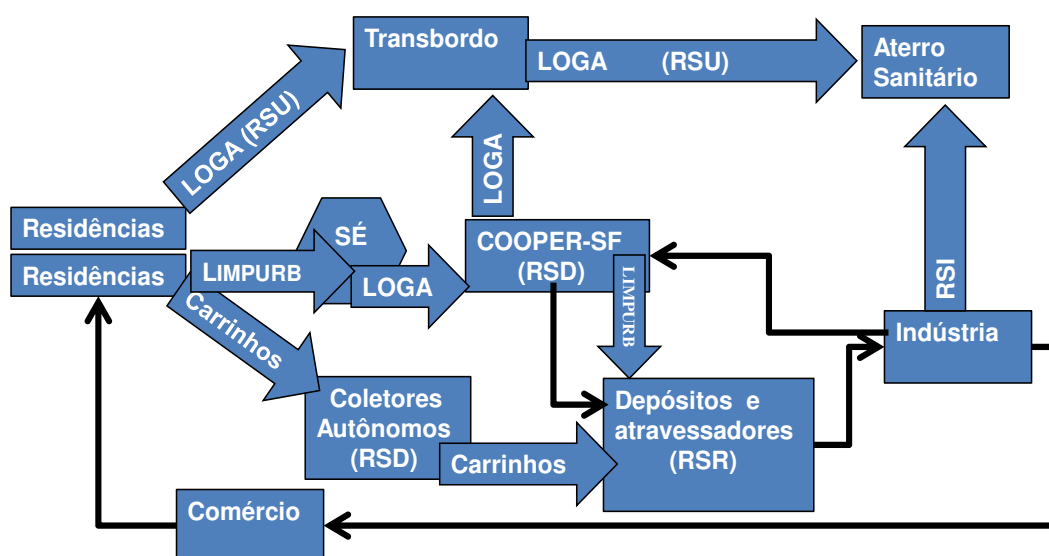 Transbordo
LOGA (RSU)
Aterro
Sanitário
LOGA (RSU)
LOGA
Residências
Residências
LIMPURB
SÉ
LOGA
COOPER-SF
(RSD)
LIMPURB
RSI
Indústria
Carrinhos
Coletores
Autônomos
(RSD)
Carrinhos
Depósitos e
atravessadores
(RSR)
Comércio